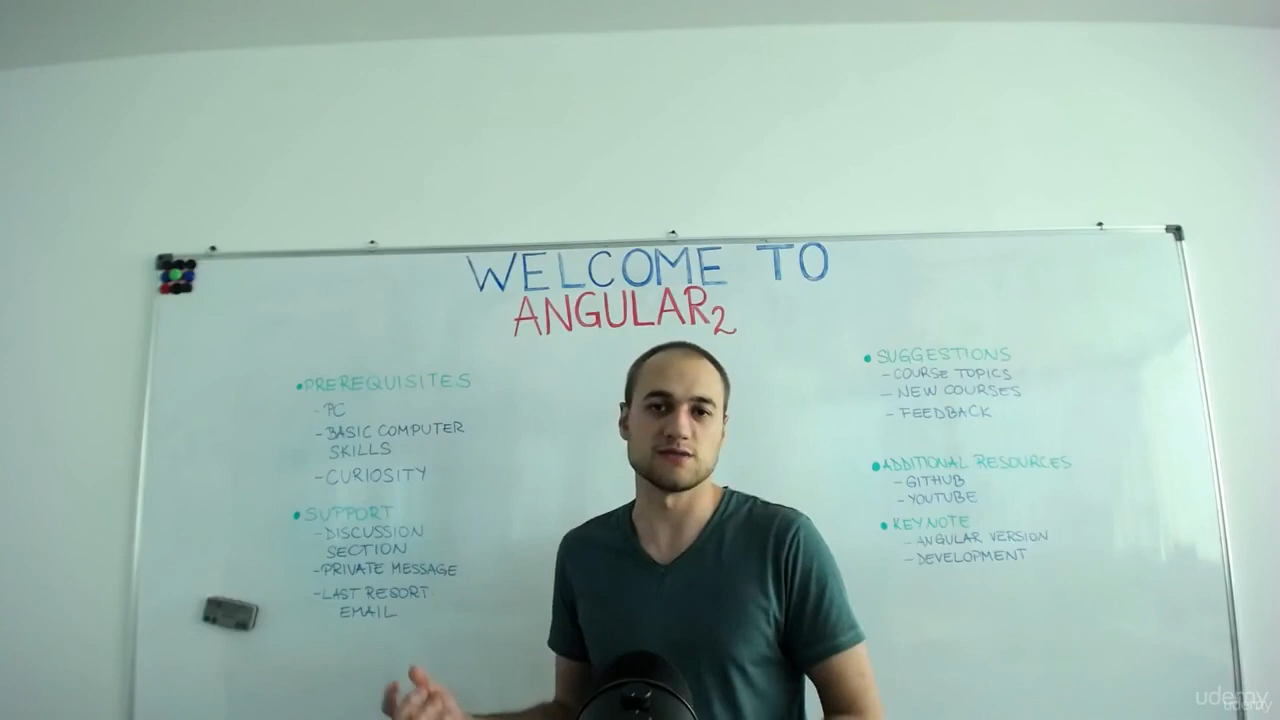 WELCOME TO
ANGULAR2
•PREREQUISITES
-PC
-BASIC COMPUTER
SKILLS
-CURIOSITY
•SUPPORT
-DISCUSSION
SECTION
-PRIVATE MESSAGE
-LAST RESORT:
EMAIL
•SUGGESTIONS
-COURSE TOPICS
-NEW COURSES
-FEEDBACK
•ADDITIONAL RESOURCES
-GITHUB
-YOUTUBE
•KEYNOTE
-ANGULAR VERSION
-DEVELOPMENT
udemy
udemy